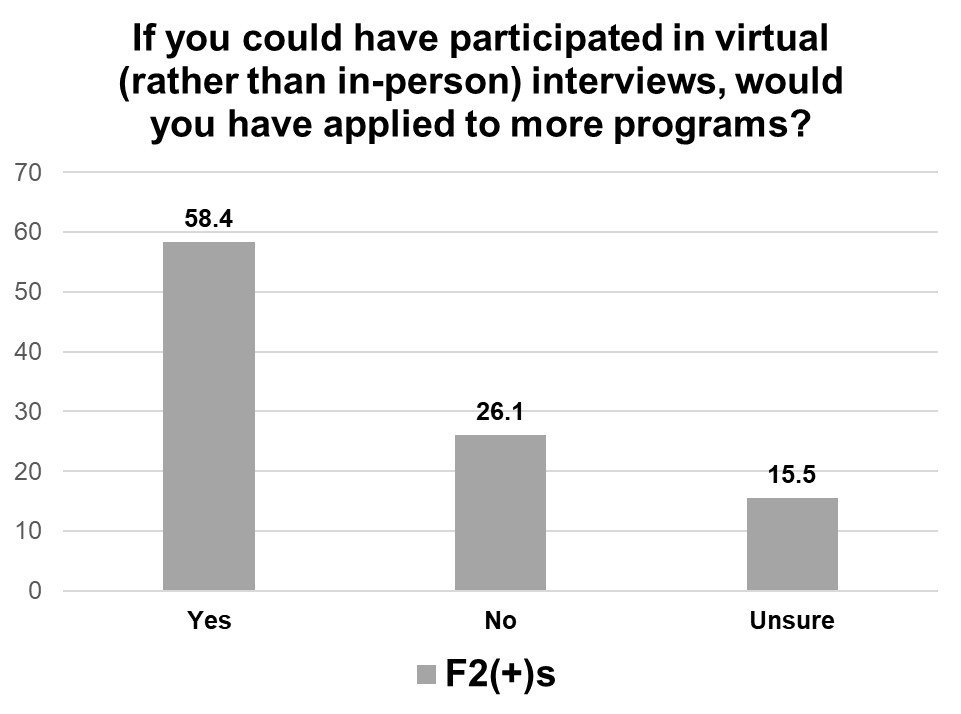 If you could have participated in virtual
(rather than in-person) interviews, would
you have applied to more programs?
70
60
50
40
30
20
10
0
58.4
26.1
15.5
Yes
No
Unsure
F2(+)s